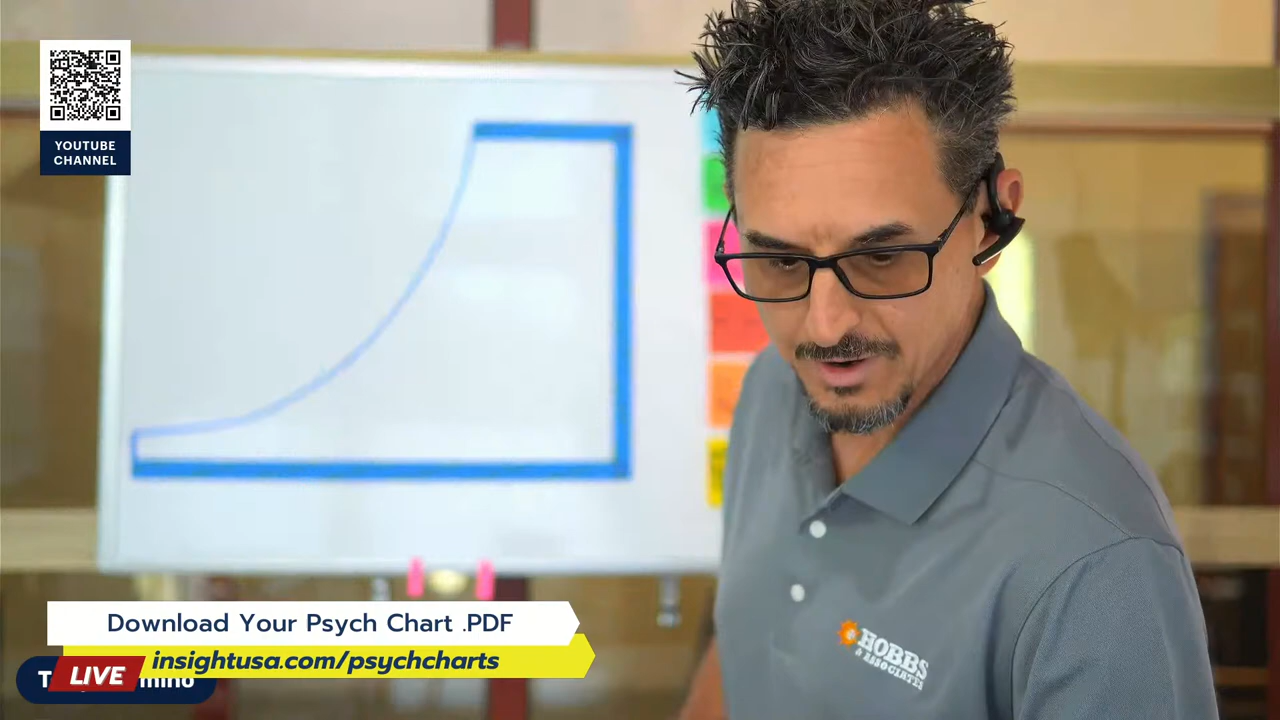 YOUTUBE
CHANNEL
HOBBS
& ASSOCIATES
Download Your Psych Chart .PDF
insightusa.com/psychcharts
LIVE